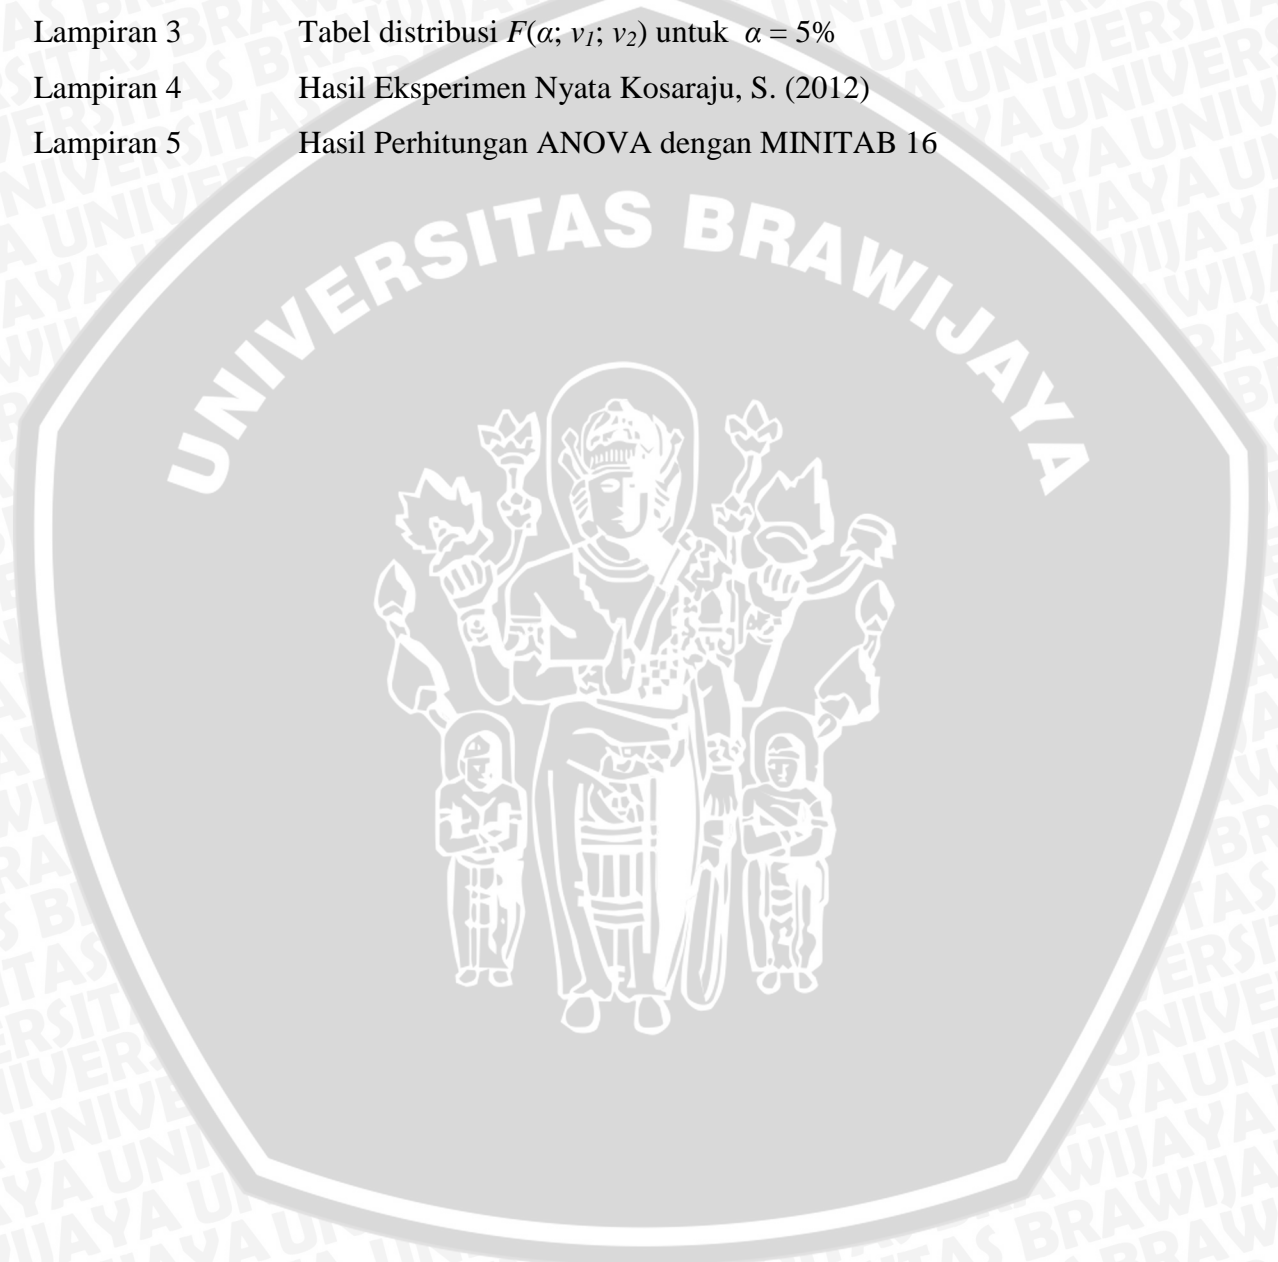 Lampiran 3 Tabel distribusi F(α; v1; v2) untuk α = 5%
Lampiran 4 Hasil Eksperimen Nyata Kosaraju, S. (2012)
Lampiran 5 Hasil Perhitungan ANOVA dengan MINITAB 16
UNIVERSITAS BRAWIJAYA